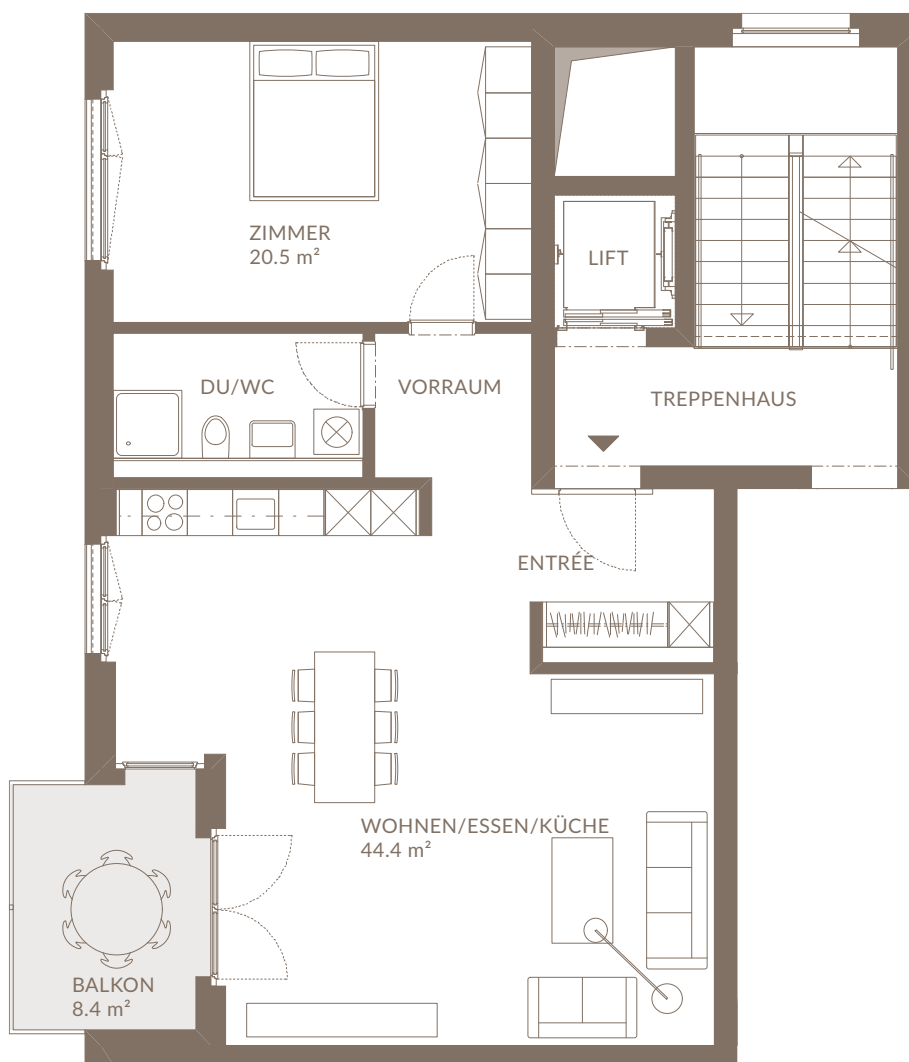 ZIMMER
20.5 m²
LIFT
DU/WC
VORRAUM
TREPPENHAUS
ENTRÉE
WOHNEN/ESSEN/KÜCHE
44.4 m²
BALKON
8.4 m²